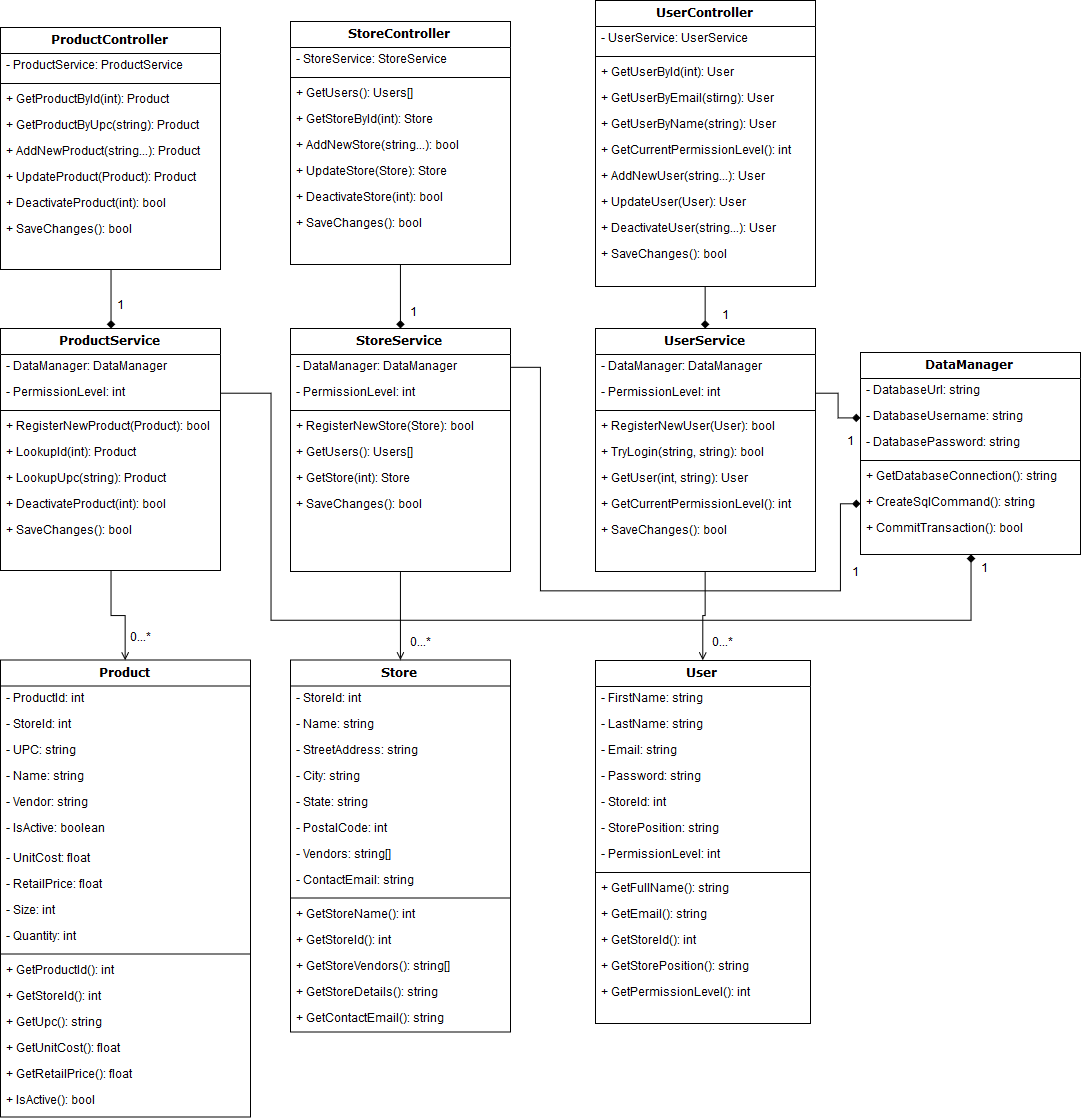 ProductController
- ProductService: ProductService
+ GetProductById(int): Product
+ GetProductByUpc(string): Product
+ AddNewProduct(string...): Product
+ UpdateProduct(Product): Product
+ DeactivateProduct(int): bool
+ SaveChanges(): bool
1
StoreController
- StoreService: StoreService
+ GetUsers(): Users[]
+ GetStoreById(int): Store
+ AddNewStore(string...): bool
+ UpdateStore(Store): Store
+ DeactivateStore(int): bool
+ SaveChanges(): bool
1
UserController
- UserService: UserService
+ GetUserById(int): User
+ GetUserByEmail(stirng): User
+ GetUserByName(string): User
+ GetCurrentPermissionLevel(): int
+ AddNewUser(string...): User
+ UpdateUser(User): User
+ DeactivateUser(string...): User
+ SaveChanges(): bool
1
ProductService
- DataManager: DataManager
- PermissionLevel: int
+ RegisterNewProduct(Product): bool
+ LookupId(int): Product
+ LookupUpc(string): Product
+ DeactivateProduct(int): bool
+ SaveChanges(): bool
0...*
StoreService
- DataManager: DataManager
- PermissionLevel: int
+ RegisterNewStore(Store): bool
+ GetUsers(): Users[]
+ GetStore(int): Store
+ SaveChanges(): bool
0...*
UserService
- DataManager: DataManager
- PermissionLevel: int
+ RegisterNewUser(User): bool
+ TryLogin(string, string): bool
+ GetUser(int, string): User
+ GetCurrentPermissionLevel(): int
+ SaveChanges(): bool
0...*
DataManager
- DatabaseUrl: string
- DatabaseUsername: string
- DatabasePassword: string
+ GetDatabaseConnection(): string
+ CreateSqlCommand(): string
+ CommitTransaction(): bool
1
1
1
Product
- ProductId: int
- StoreId: int
- UPC: string
- Name: string
- Vendor: string
- IsActive: boolean
- UnitCost: float
- RetailPrice: float
- Size: int
- Quantity: int
+ GetProductId(): int
+ GetStoreId(): int
+ GetUpc(): string
+ GetUnitCost(): float
+ GetRetailPrice(): float
+ IsActive(): bool
Store
- StoreId: int
- Name: string
- StreetAddress: string
- City: string
- State: string
- PostalCode: int
- Vendors: string[]
- ContactEmail: string
+ GetStoreName(): int
+ GetStoreId(): int
+ GetStoreVendors(): string[]
+ GetStoreDetails(): string
+ GetContactEmail(): string
User
- FirstName: string
- LastName: string
- Email: string
- Password: string
- StoreId: int
- StorePosition: string
- PermissionLevel: int
+ GetFullName(): string
+ GetEmail(): string
+ GetStoreId(): int
+ GetStorePosition(): string
+ GetPermissionLevel(): int